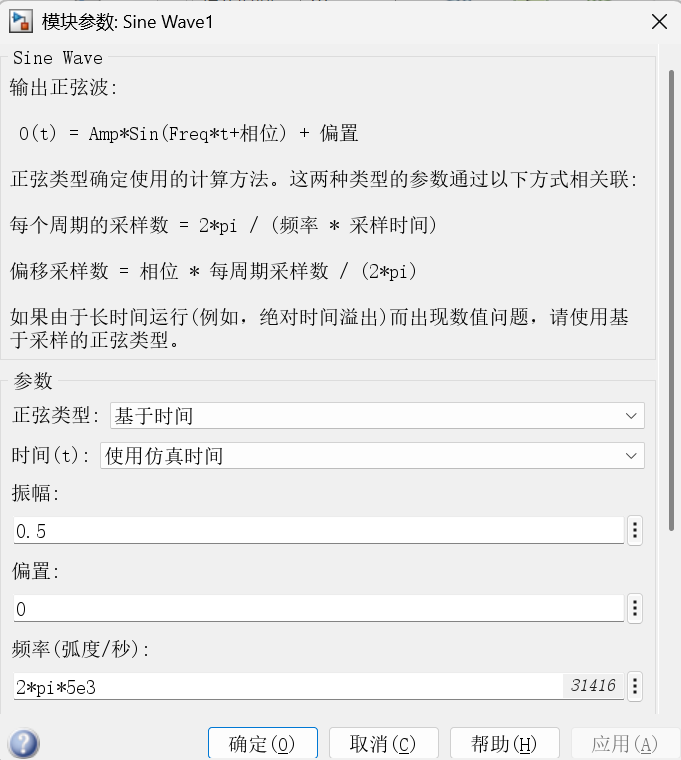 模块参数: Sine Wave1
Sine Wave
输出正弦波:
O(t) = Amp*Sin(Freq*t+相位) + 偏置
正弦类型确定使用的计算方法。这两种类型的参数通过以下方式相关联:
每个周期的采样数 = 2*pi / (频率 * 采样时间)
偏移采样数 = 相位 * 每周期采样数 / (2*pi)
如果由于长时间运行(例如，绝对时间溢出)而出现数值问题，请使用基
于采样的正弦类型。
参数
正弦类型: 基于时间
时间(t): 使用仿真时间
振幅:
0.5
偏置:
0
频率(弧度/秒):
2*pi*5e3 31416
确定(O) 取消(C) 帮助(H) 应用(A)